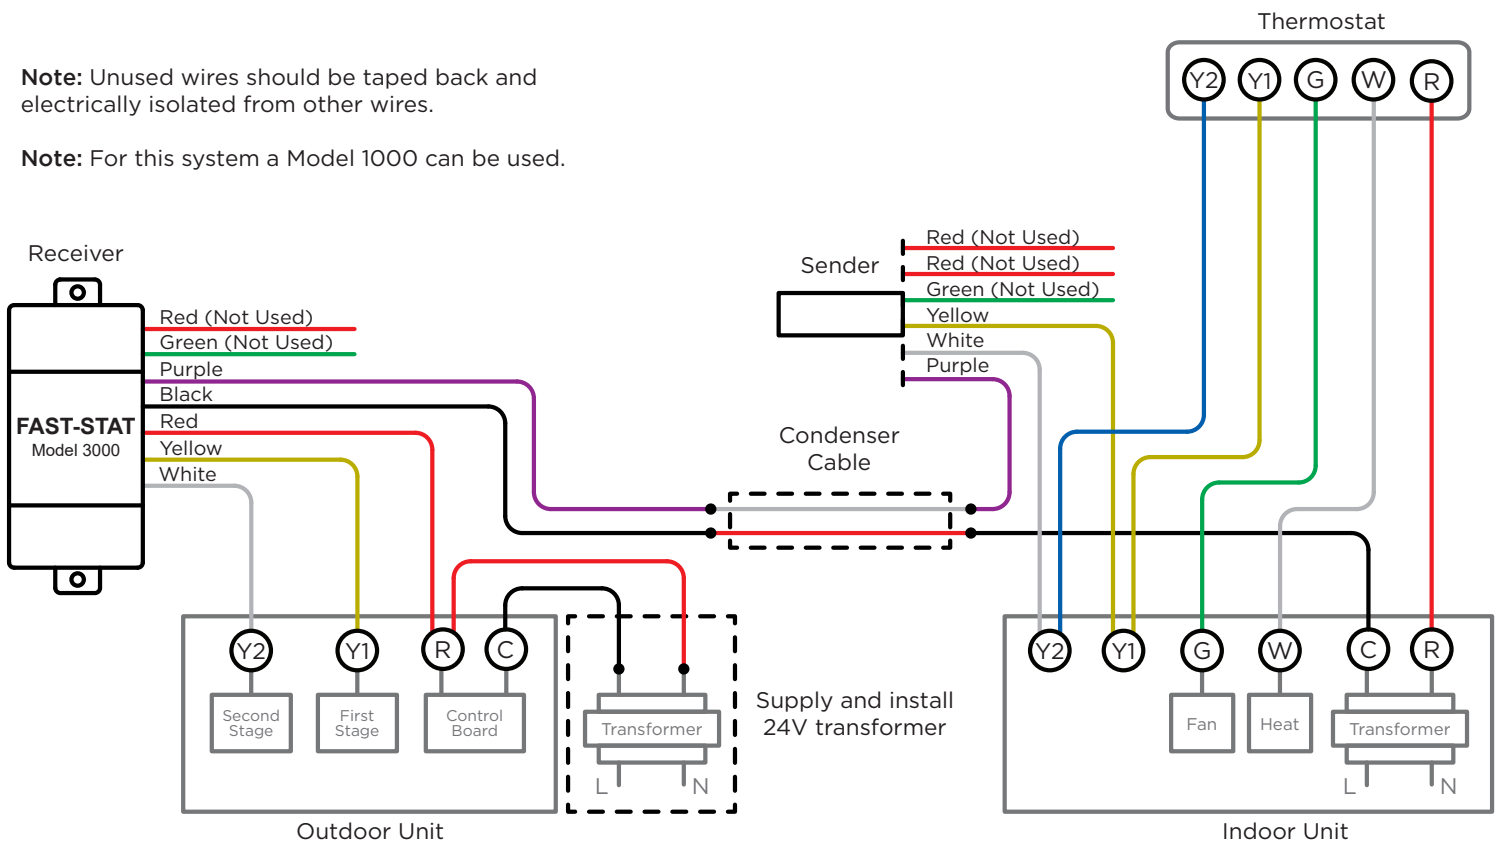 Note: Unused wires should be taped back and
electrically isolated from other wires.
Note: For this system a Model 1000 can be used.
Thermostat
Y2 Y1 G W R
Receiver
Red (Not Used)
Green (Not Used)
Purple
Black
Red
Yellow
White
FAST-STAT
Model 3000
Sender
Red (Not Used)
Red (Not Used)
Green (Not Used)
Yellow
White
Purple
Condenser
Cable
Y2 Y1 R C
Second
Stage
First
Stage
Control
Board
Transformer
L N
Outdoor Unit
Supply and install
24V transformer
Y2 Y1 G W C R
Fan
Heat
Transformer
L N
Indoor Unit